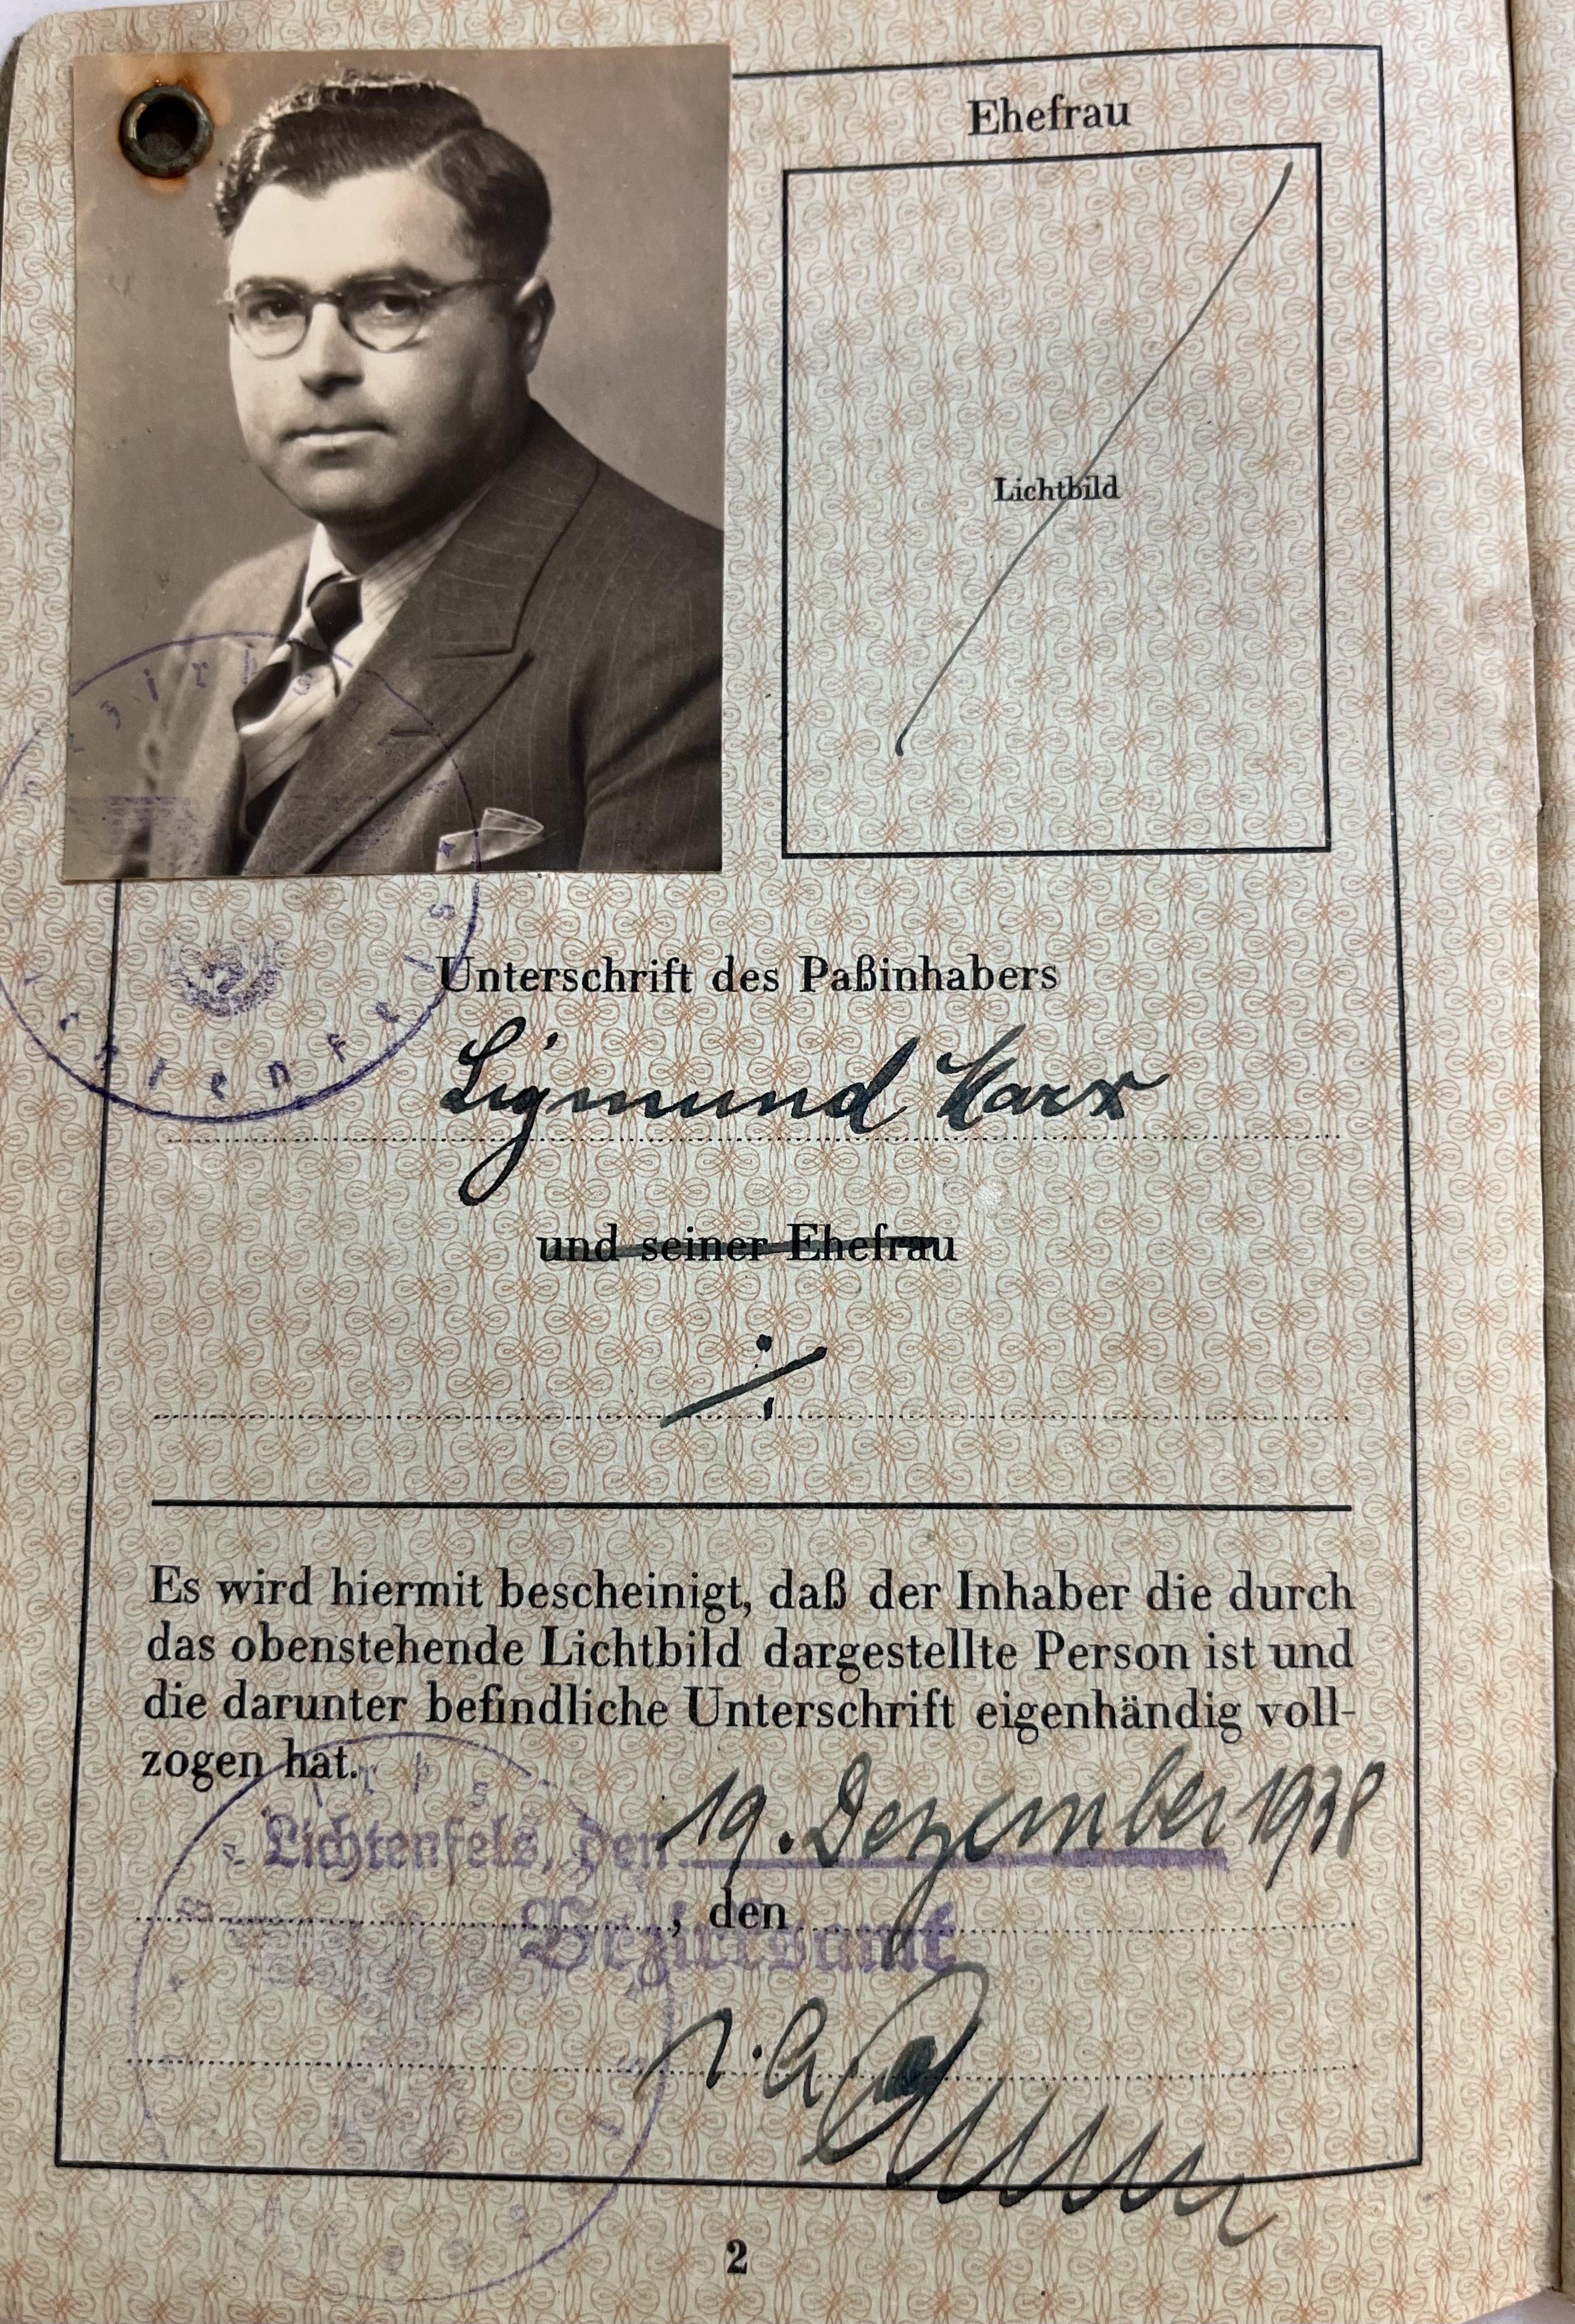 Ehefrau
Lichtbild
Unterschrift des Paßinhabers
Sigmund Marx
und seiner Ehefrau
Es wird hiermit bescheinigt, daß der Inhaber die durch
das obenstehende Lichtbild dargestellte Person ist und
die darunter befindliche Unterschrift eigenhändig voll-
zogen hat.
Lichtenfels, den 19. Dezember 1938
, den
Bezirksamt
2